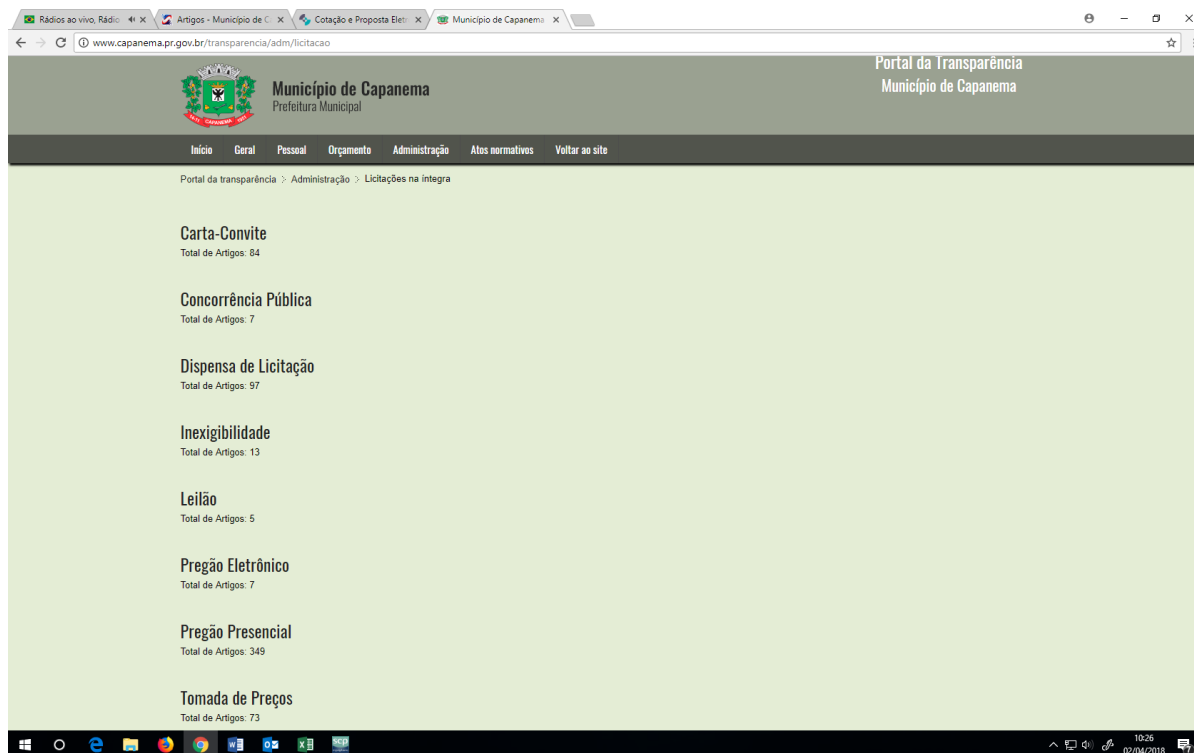 Rádios ao vivo, Rádio
Artigos - Município de C
Cotação e Proposta Elet
Município de Capanema
www.capanema.pr.gov.br/transparencia/adm/licitacao
Município de Capanema
Prefeitura Municipal
Portal da Transparência
Município de Capanema
CAPANEMA
Início Geral Pessoal Orçamento Administração Atos normativos Voltar ao site
Portal da transparência > Administração > Licitações na íntegra
Carta-Convite
Total de Artigos: 84
Concorrência Pública
Total de Artigos: 7
Dispensa de Licitação
Total de Artigos: 97
Inexigibilidade
Total de Artigos: 13
Leilão
Total de Artigos: 5
Pregão Eletrônico
Total de Artigos: 7
Pregão Presencial
Total de Artigos: 349
Tomada de Preços
Total de Artigos: 73
scp
10:26
02/04/2018